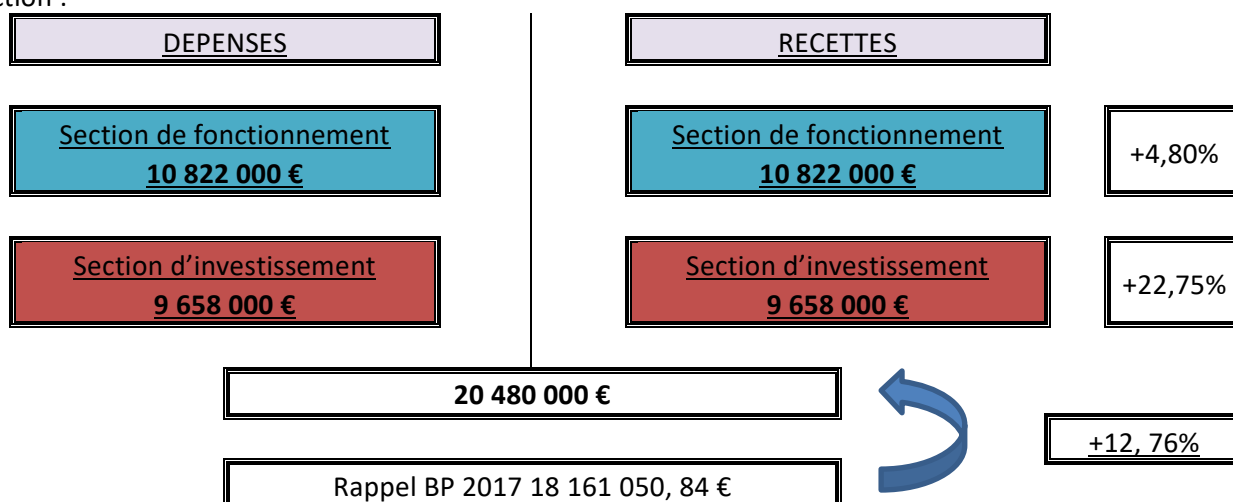 ction :
DEPENSES
RECETTES
Section de fonctionnement
10 822 000 €
Section de fonctionnement
10 822 000 €
+4,80%
Section d’investissement
9 658 000 €
Section d’investissement
9 658 000 €
+22,75%
20 480 000 €
+12, 76%
Rappel BP 2017 18 161 050, 84 €